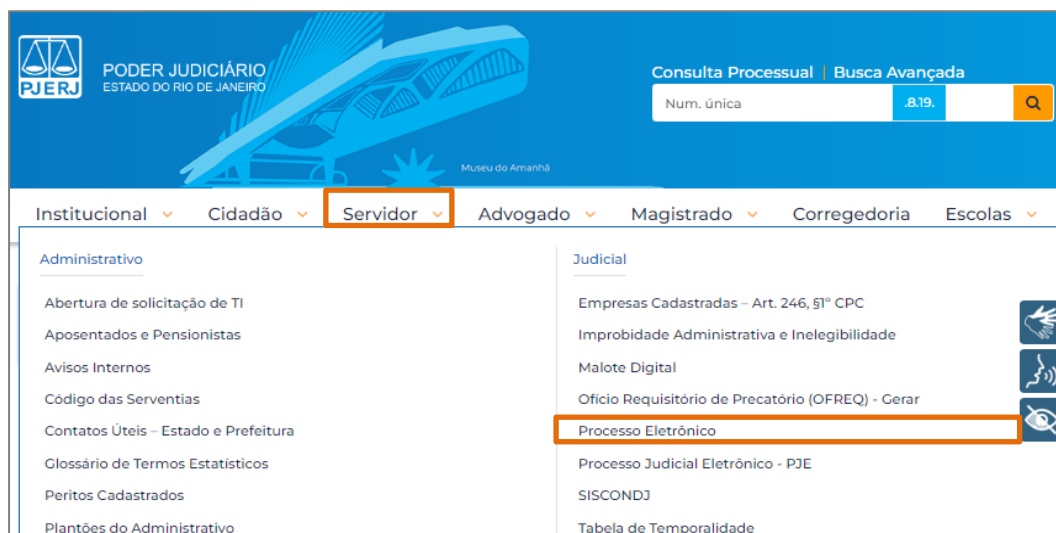 PJERJ
PODER JUDICIÁRIO
ESTADO DO RIO DE JANEIRO
Consulta Processual | Busca Avançada
Num. única .8.19.
Museu do Amanhã
Institucional Cidadão Servidor Advogado Magistrado Corregedoria Escolas
Administrativo
Abertura de solicitação de TI
Aposentados e Pensionistas
Avisos Internos
Código das Serventias
Contatos Úteis – Estado e Prefeitura
Glossário de Termos Estatísticos
Peritos Cadastrados
Plantões do Administrativo
Judicial
Empresas Cadastradas – Art. 246, §1º CPC
Improbidade Administrativa e Inelegibilidade
Malote Digital
Ofício Requisitório de Precatório (OFREQ) - Gerar
Processo Eletrônico
Processo Judicial Eletrônico - PJE
SISCONDJ
Tabela de Temporalidade